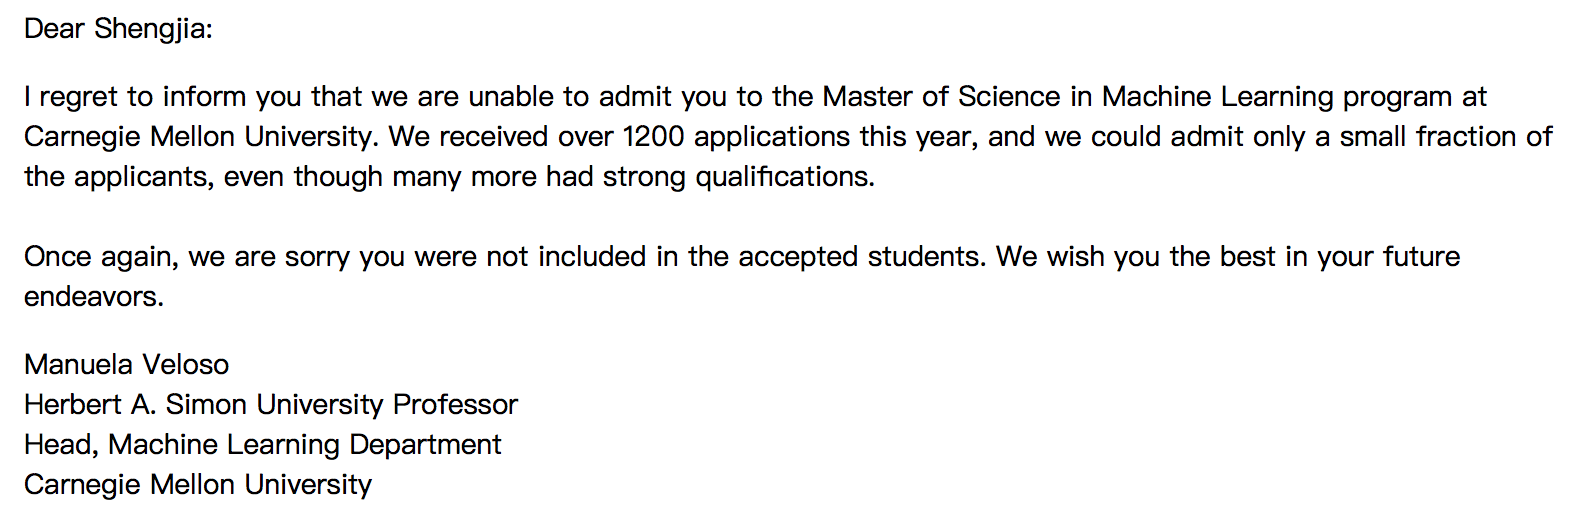 Dear Shengjia:
I regret to inform you that we are unable to admit you to the Master of Science in Machine Learning program at
Carnegie Mellon University. We received over 1200 applications this year, and we could admit only a small fraction of
the applicants, even though many more had strong qualifications.
Once again, we are sorry you were not included in the accepted students. We wish you the best in your future
endeavors.
Manuela Veloso
Herbert A. Simon University Professor
Head, Machine Learning Department
Carnegie Mellon University